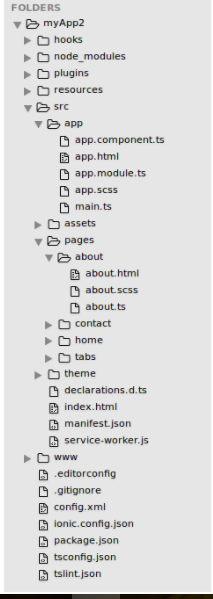 FOLDERS
myApp2
hooks
node_modules
plugins
resources
src
app
app.component.ts
app.html
app.module.ts
app.scss
main.ts
assets
pages
about
about.html
about.scss
about.ts
contact
home
tabs
theme
declarations.d.ts
index.html
manifest.json
service-worker.js
www
.editorconfig
.gitignore
config.xml
ionic.config.json
package.json
tsconfig.json
tslint.json